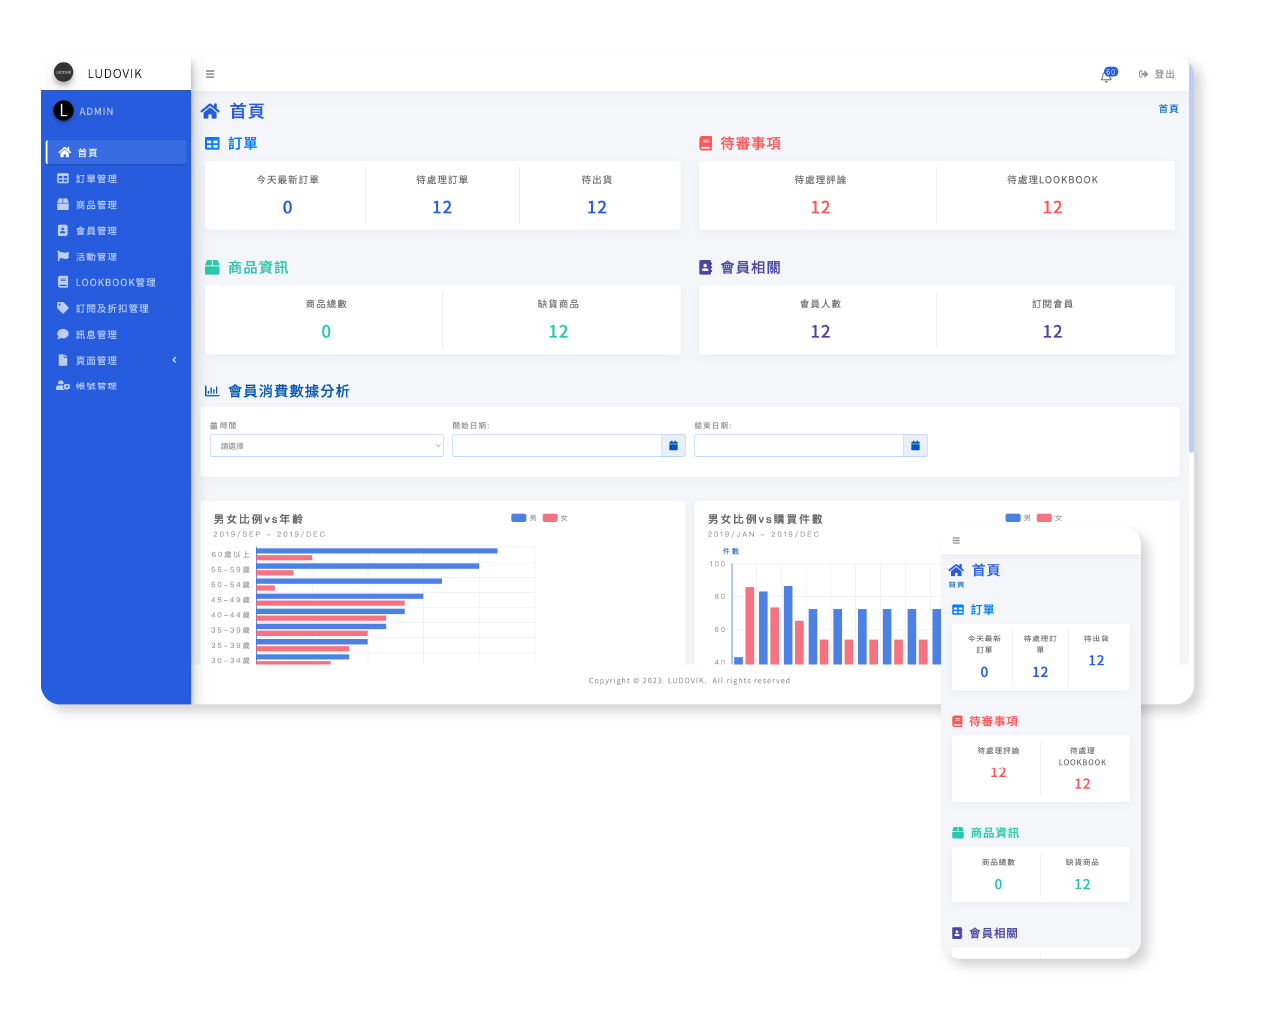 LUDOVIK
LUDOVIK
60
登出
L
ADMIN
首頁
訂單管理
商品管理
會員管理
活動管理
LOOKBOOK管理
訂閱及折扣管理
訊息管理
頁面管理
帳號管理
首頁
首頁
訂單
今天最新訂單
待處理訂單
待出貨
0
12
12
待審事項
待處理評論
待處理LOOKBOOK
12
12
商品資訊
商品總數
缺貨商品
0
12
會員相關
會員人數
訂閱會員
12
12
會員消費數據分析
時間
開始日期:
結束日期:
請選擇
男女比例vs年齡
2019/SEP – 2019/DEC
男
女
60歲以上
55–59歲
50–54歲
45–49歲
40–44歲
35–39歲
35–39歲
30–34歲
男女比例vs購買件數
2019/JAN – 2019/DEC
男
女
件數
100
80
60
40
Copyright © 2023 LUDOVIK. All rights reserved
首頁
首頁
訂單
今天最新
訂單
待處理訂
單
待出貨
0
12
12
待審事項
待處理評論
待處理
LOOKBOOK
12
12
商品資訊
商品總數
缺貨商品
0
12
會員相關